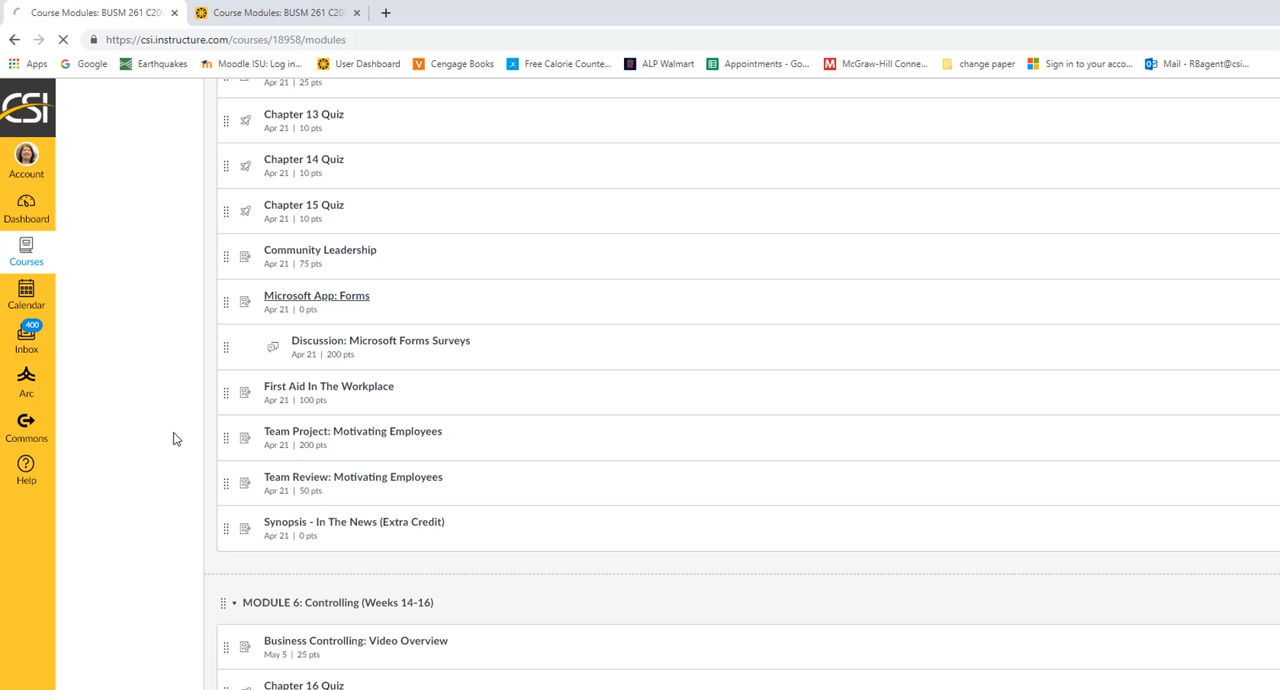 Course Modules: BUSM 261 C20
Course Modules: BUSM 261 C20
https://csi.instructure.com/courses/18958/modules
Apps
Google
Earthquakes
Moodle ISU: Log in...
User Dashboard
Cengage Books
Free Calorie Counte...
ALP Walmart
Appointments - Go...
McGraw-Hill Conne...
change paper
Sign in to your acco...
Mail - RBagent@csi...
CSI
Account
Dashboard
Courses
Calendar
400
Inbox
Arc
Commons
Help
Apr 21 | 25 pts
Chapter 13 Quiz
Apr 21 | 10 pts
Chapter 14 Quiz
Apr 21 | 10 pts
Chapter 15 Quiz
Apr 21 | 10 pts
Community Leadership
Apr 21 | 75 pts
Microsoft App: Forms
Apr 21 | 0 pts
Discussion: Microsoft Forms Surveys
Apr 21 | 200 pts
First Aid In The Workplace
Apr 21 | 100 pts
Team Project: Motivating Employees
Apr 21 | 200 pts
Team Review: Motivating Employees
Apr 21 | 50 pts
Synopsis - In The News (Extra Credit)
Apr 21 | 0 pts
MODULE 6: Controlling (Weeks 14-16)
Business Controlling: Video Overview
May 5 | 25 pts
Chapter 16 Quiz